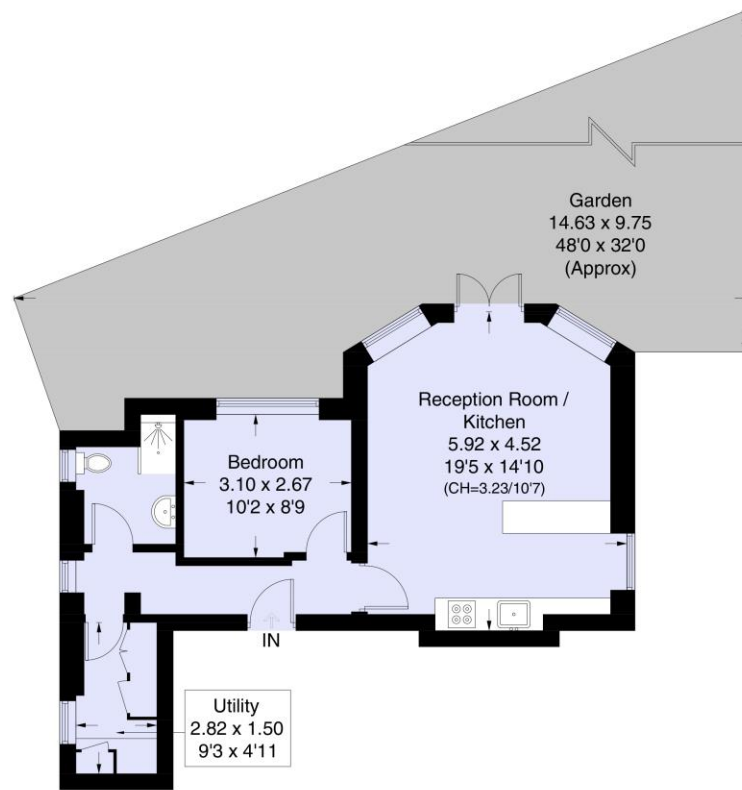 Garden
14.63 x 9.75
48'0 x 32'0
(Approx)
Reception Room /
Kitchen
5.92 x 4.52
19'5 x 14'10
(CH=3.23/10'7)
Bedroom
3.10 x 2.67
10'2 x 8'9
IN
Utility
2.82 x 1.50
9'3 x 4'11